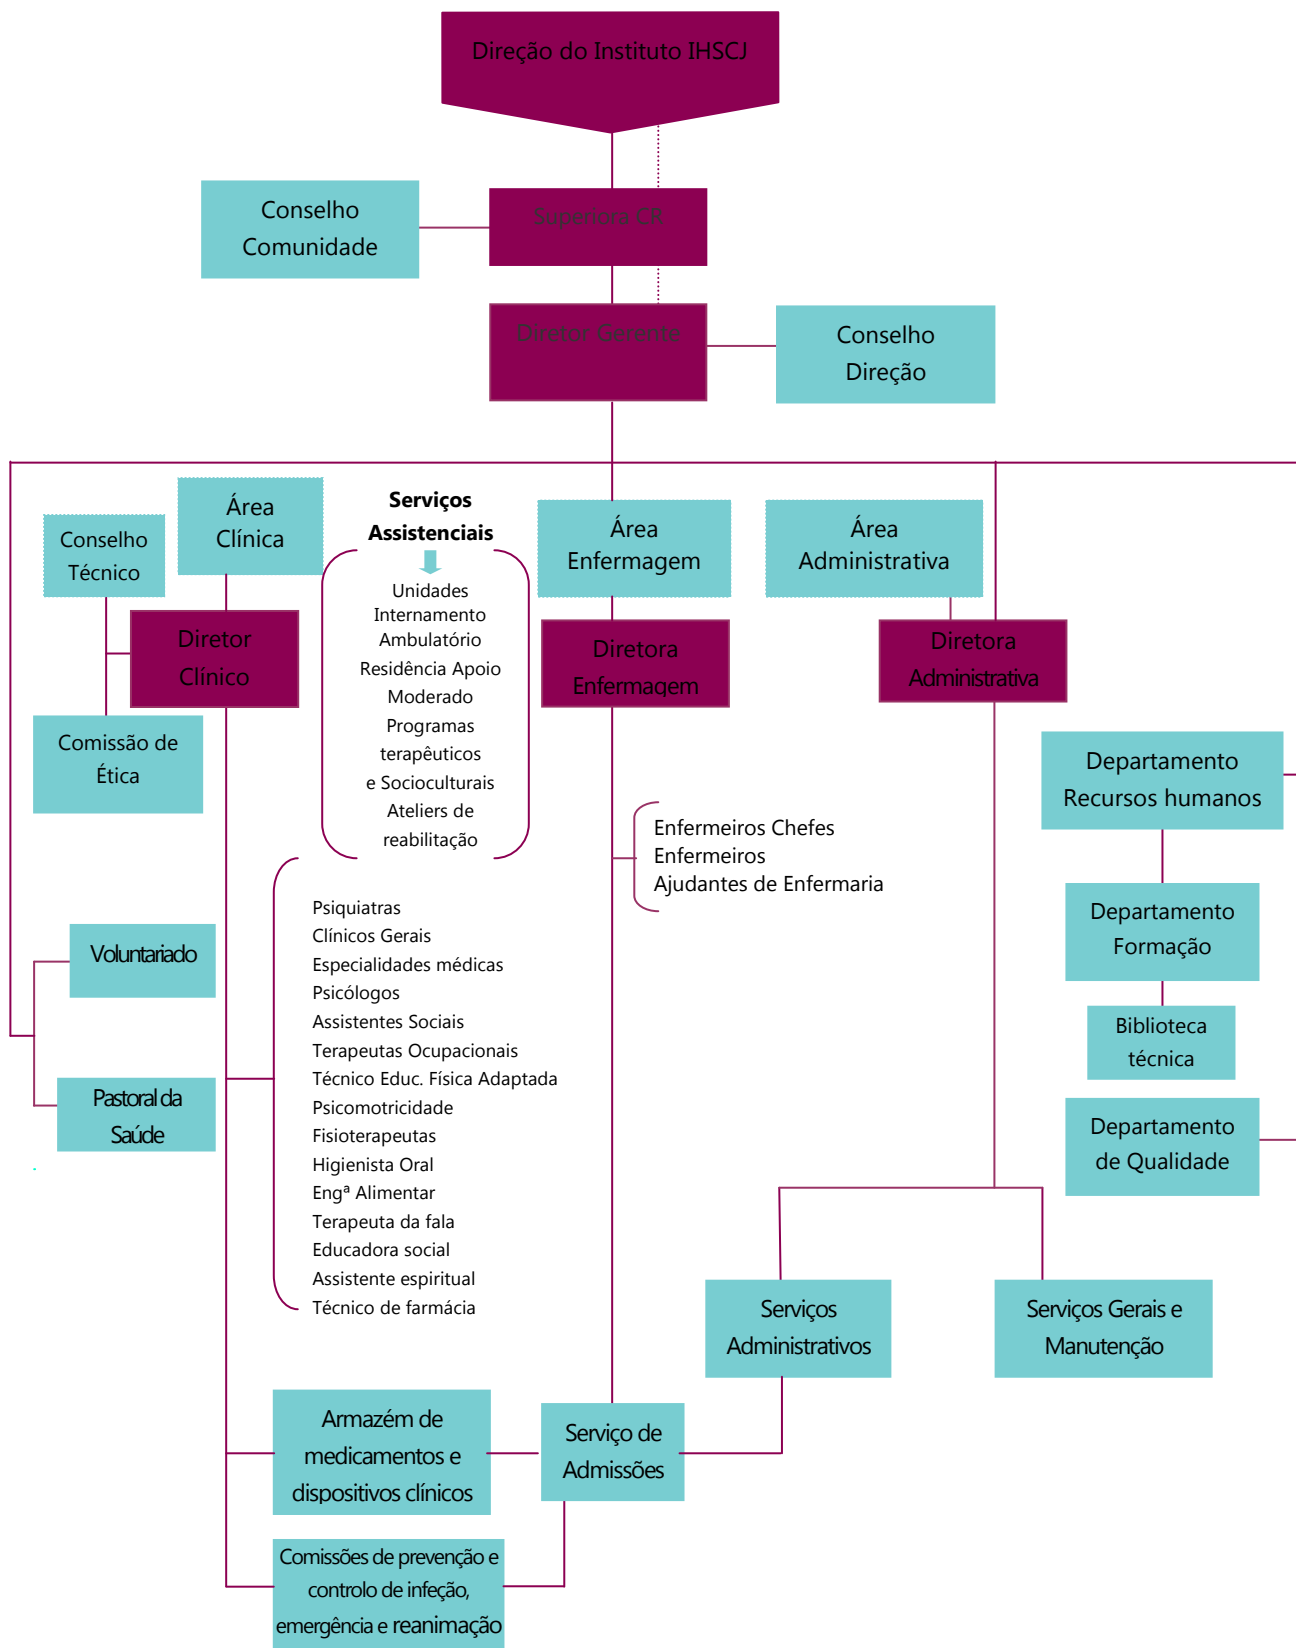 Direção do Instituto IHSCJ
Conselho
Comunidade
Superiora CR
Diretor Gerente
Conselho
Direção
Conselho
Técnico
Área
Clínica
Serviços
Assistenciais
Unidades
Internamento
Ambulatório
Residência Apoio
Moderado
Programas
terapêuticos
e Socioculturais
Ateliers de
reabilitação
Área
Enfermagem
Área
Administrativa
Diretor
Clínico
Diretora
Enfermagem
Diretora
Administrativa
Comissão de
Ética
Departamento
Recursos humanos
Enfermeiros Chefes
Enfermeiros
Ajudantes de Enfermaria
Departamento
Formação
Biblioteca
técnica
Departamento
de Qualidade
Voluntariado
Pastoral da
Saúde
Psiquiatras
Clínicos Gerais
Especialidades médicas
Psicólogos
Assistentes Sociais
Terapeutas Ocupacionais
Técnico Educ. Física Adaptada
Psicomotricidade
Fisioterapeutas
Higienista Oral
Engª Alimentar
Terapeuta da fala
Educadora social
Assistente espiritual
Técnico de farmácia
Serviços
Administrativos
Serviços Gerais e
Manutenção
Armazém de
medicamentos e
dispositivos clínicos
Serviço de
Admissões
Comissões de prevenção e
controlo de infeção,
emergência e reanimação